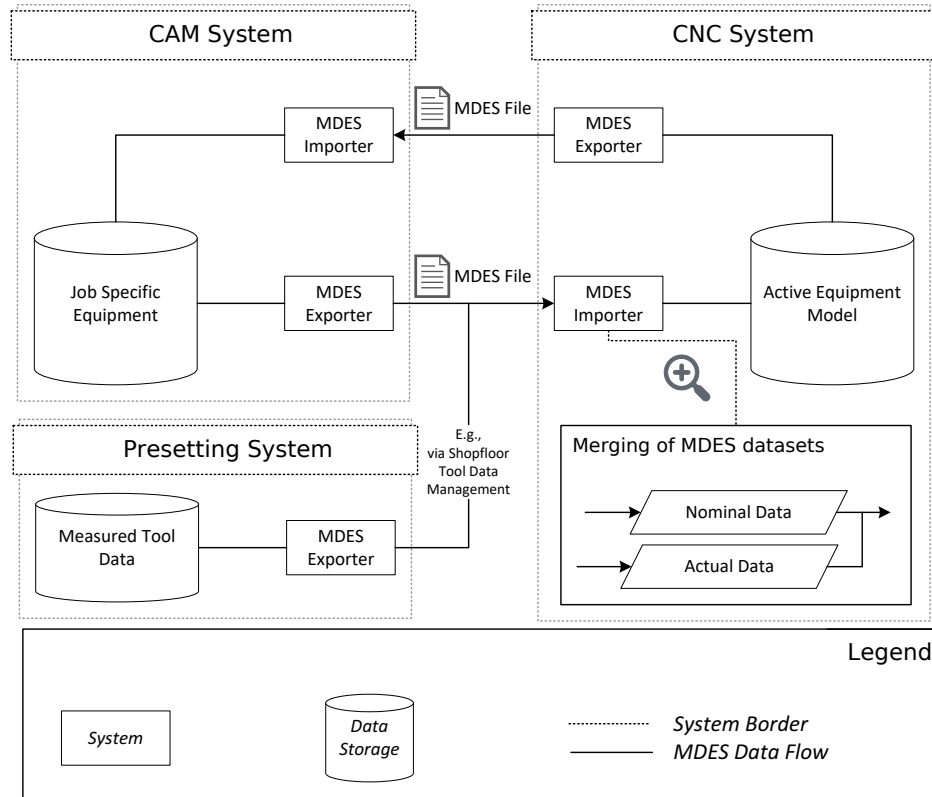 CAM System
CNC System
MDES File
MDES
Importer
MDES
Exporter
Job Specific
Equipment
MDES File
MDES
Exporter
MDES
Importer
Active Equipment
Model
Presetting System
E.g.,
via Shopfloor
Tool Data
Management
Measured Tool
Data
MDES
Exporter
Merging of MDES datasets
Nominal Data
Actual Data
Legend
System
Data
Storage
System Border
MDES Data Flow